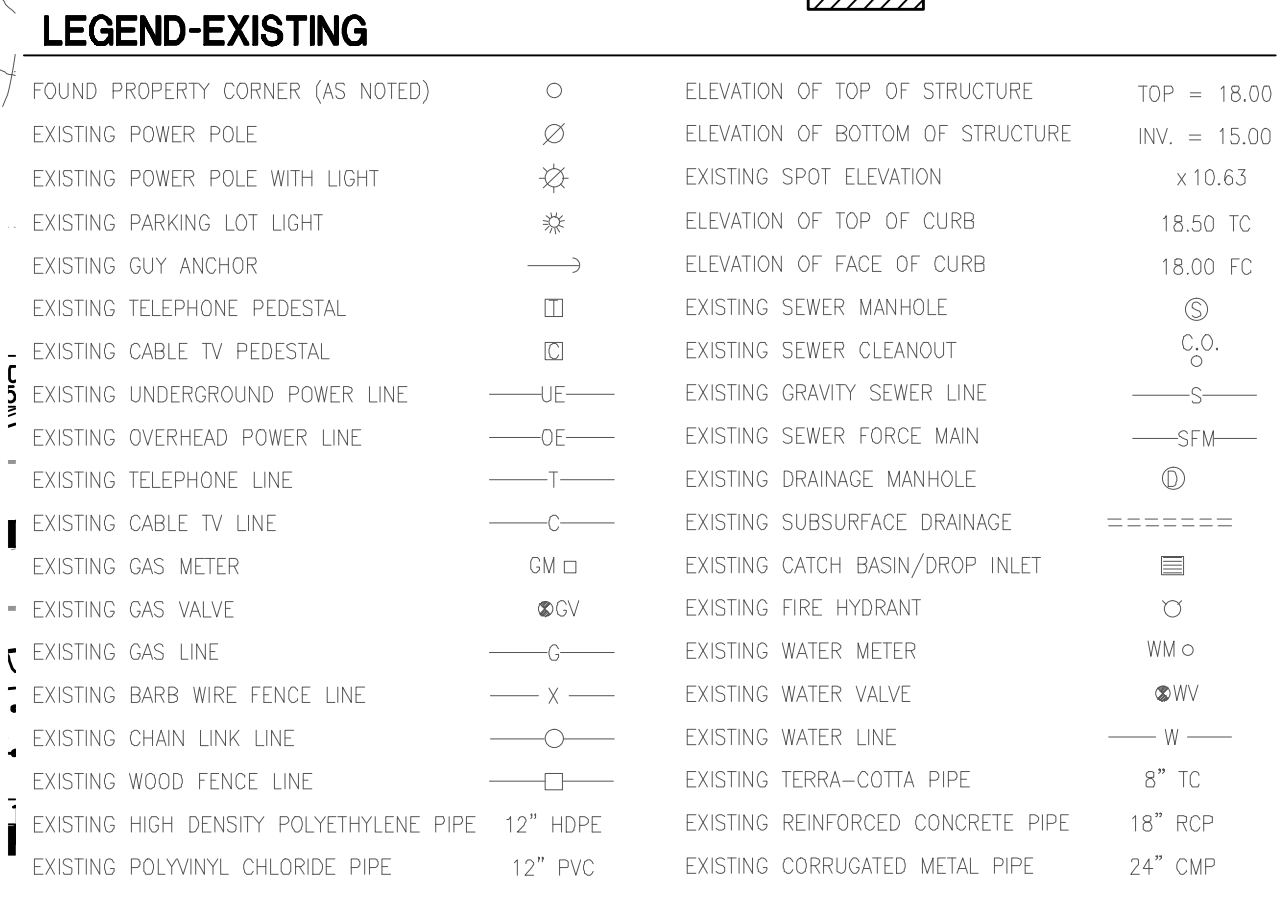 LEGEND-EXISTING
FOUND PROPERTY CORNER (AS NOTED)
EXISTING POWER POLE
EXISTING POWER POLE WITH LIGHT
EXISTING PARKING LOT LIGHT
EXISTING GUY ANCHOR
EXISTING TELEPHONE PEDESTAL T
EXISTING CABLE TV PEDESTAL C
EXISTING UNDERGROUND POWER LINE UE
EXISTING OVERHEAD POWER LINE OE
EXISTING TELEPHONE LINE T
EXISTING CABLE TV LINE C
EXISTING GAS METER GM
EXISTING GAS VALVE GV
EXISTING GAS LINE G
EXISTING BARB WIRE FENCE LINE X
EXISTING CHAIN LINK LINE
EXISTING WOOD FENCE LINE
EXISTING HIGH DENSITY POLYETHYLENE PIPE 12" HDPE
EXISTING POLYVINYL CHLORIDE PIPE 12" PVC
ELEVATION OF TOP OF STRUCTURE TOP = 18.00
ELEVATION OF BOTTOM OF STRUCTURE INV. = 15.00
EXISTING SPOT ELEVATION x 10.63
ELEVATION OF TOP OF CURB 18.50 TC
ELEVATION OF FACE OF CURB 18.00 FC
EXISTING SEWER MANHOLE S
EXISTING SEWER CLEANOUT C.O.
EXISTING GRAVITY SEWER LINE S
EXISTING SEWER FORCE MAIN SFM
EXISTING DRAINAGE MANHOLE D
EXISTING SUBSURFACE DRAINAGE
EXISTING CATCH BASIN/DROP INLET
EXISTING FIRE HYDRANT
EXISTING WATER METER WM
EXISTING WATER VALVE WV
EXISTING WATER LINE W
EXISTING TERRA-COTTA PIPE 8" TC
EXISTING REINFORCED CONCRETE PIPE 18" RCP
EXISTING CORRUGATED METAL PIPE 24" CMP